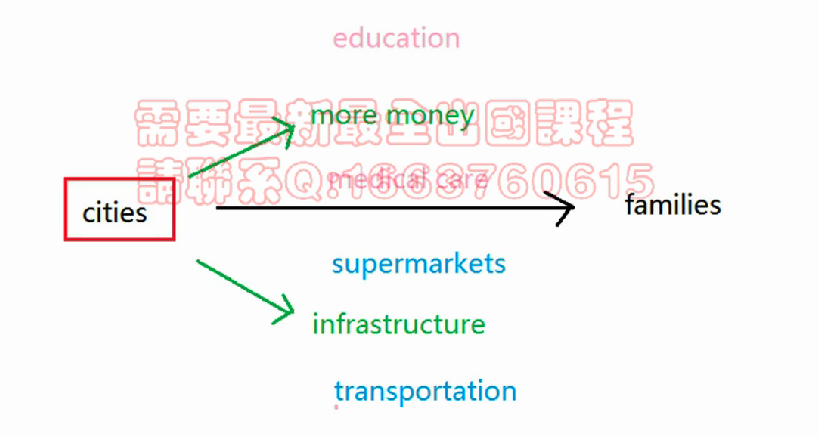 education
more money
需要最新最全出國課程
medical care
請聯系Q:1663760615
cities
families
supermarkets
infrastructure
transportation